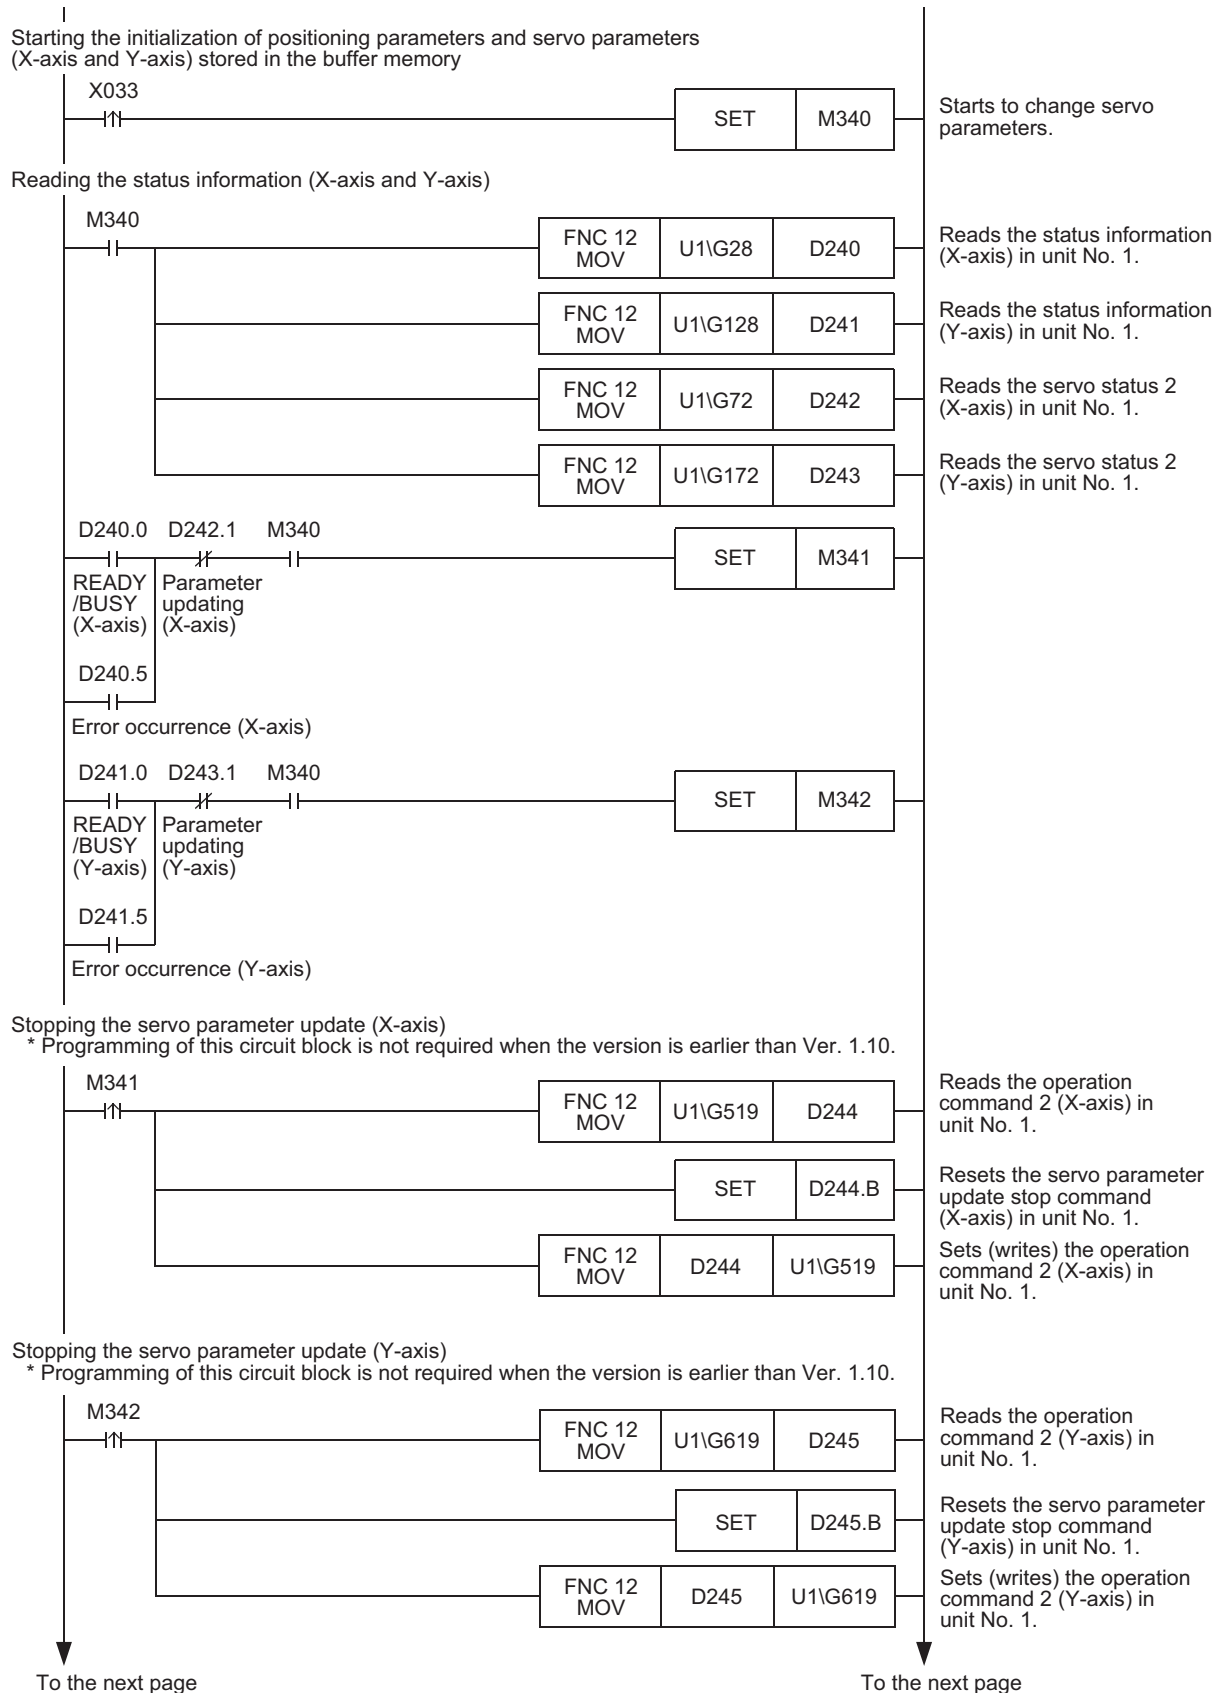 Starting the initialization of positioning parameters and servo parameters
(X-axis and Y-axis) stored in the buffer memory
X033
SET M340
Starts to change servo
parameters.
Reading the status information (X-axis and Y-axis)
M340
FNC 12
MOV
U1\G28 D240
Reads the status information
(X-axis) in unit No. 1.
FNC 12
MOV
U1\G128 D241
Reads the status information
(Y-axis) in unit No. 1.
FNC 12
MOV
U1\G72 D242
Reads the servo status 2
(X-axis) in unit No. 1.
FNC 12
MOV
U1\G172 D243
Reads the servo status 2
(Y-axis) in unit No. 1.
D240.0 D242.1 M340
SET M341
READY
/BUSY
(X-axis)
Parameter
updating
(X-axis)
D240.5
Error occurrence (X-axis)
D241.0 D243.1 M340
SET M342
READY
/BUSY
(Y-axis)
Parameter
updating
(Y-axis)
D241.5
Error occurrence (Y-axis)
Stopping the servo parameter update (X-axis)
* Programming of this circuit block is not required when the version is earlier than Ver. 1.10.
M341
FNC 12
MOV
U1\G519 D244
Reads the operation
command 2 (X-axis) in
unit No. 1.
SET D244.B
Resets the servo parameter
update stop command
(X-axis) in unit No. 1.
FNC 12
MOV
D244 U1\G519
Sets (writes) the operation
command 2 (X-axis) in
unit No. 1.
Stopping the servo parameter update (Y-axis)
* Programming of this circuit block is not required when the version is earlier than Ver. 1.10.
M342
FNC 12
MOV
U1\G619 D245
Reads the operation
command 2 (Y-axis) in
unit No. 1.
SET D245.B
Resets the servo parameter
update stop command
(Y-axis) in unit No. 1.
FNC 12
MOV
D245 U1\G619
Sets (writes) the operation
command 2 (Y-axis) in
unit No. 1.
To the next page
To the next page